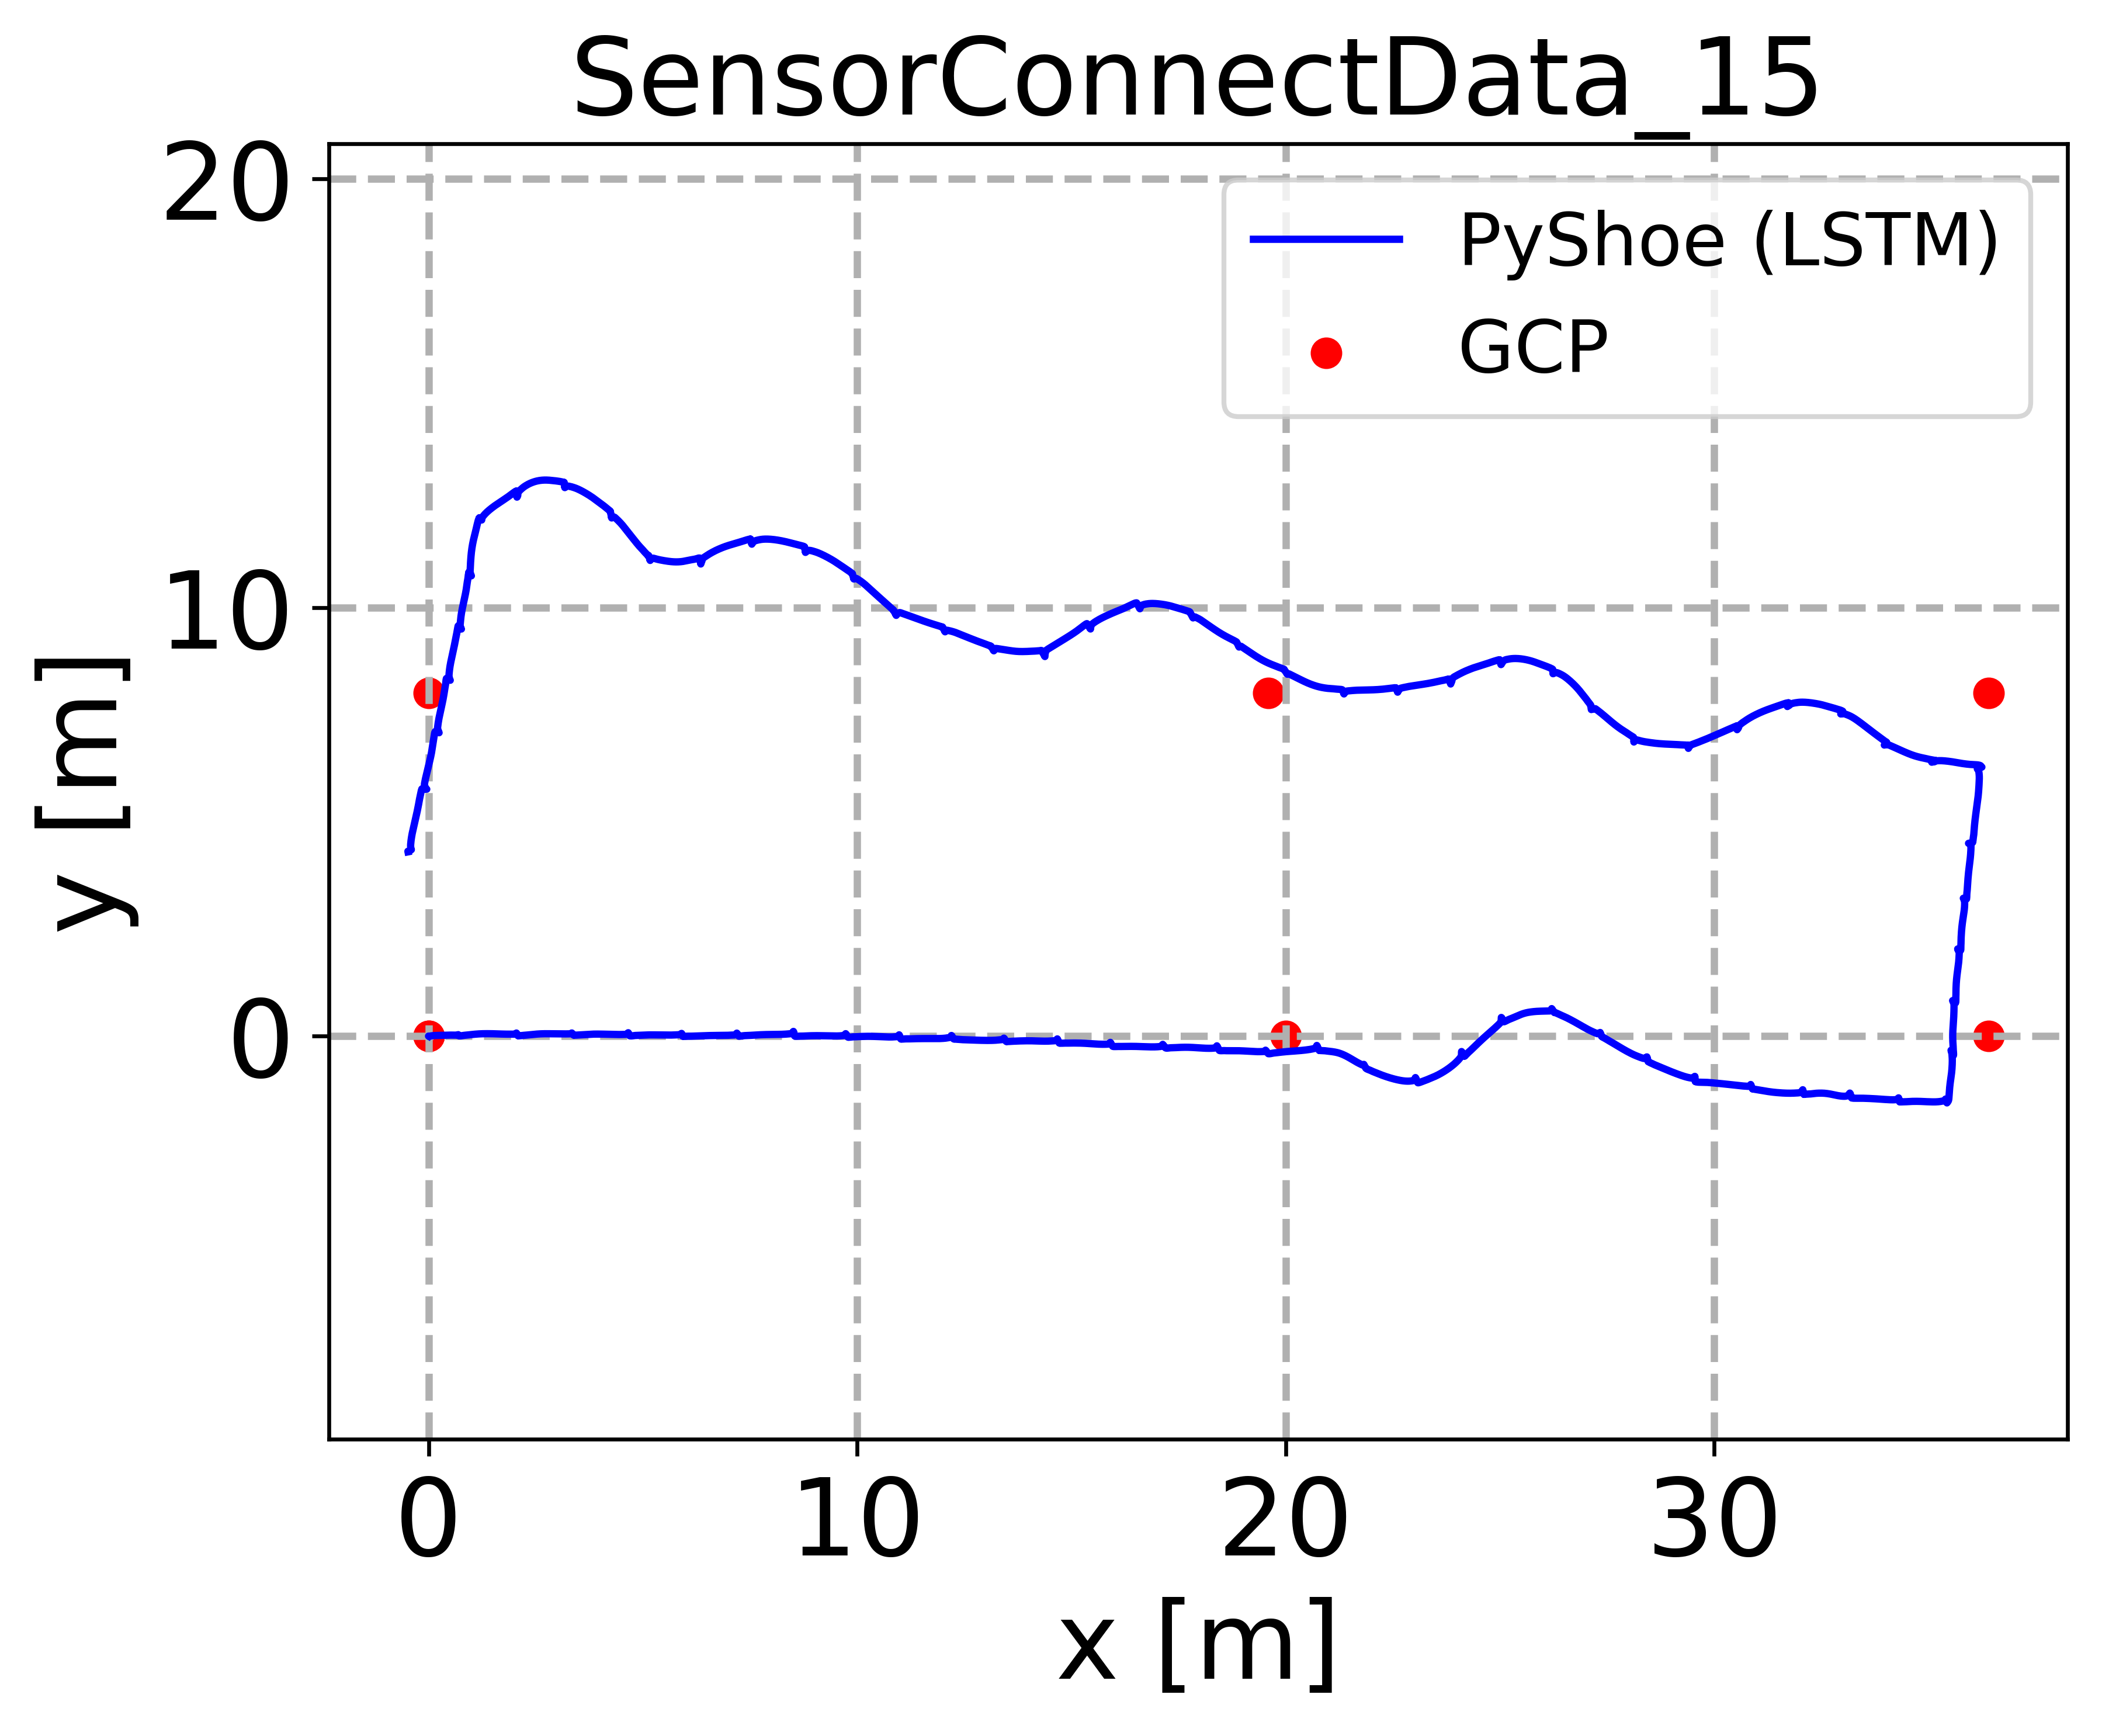 SensorConnectData_15
PyShoe (LSTM)
GCP
y [m]
20
10
0
0 10 20 30
x [m]